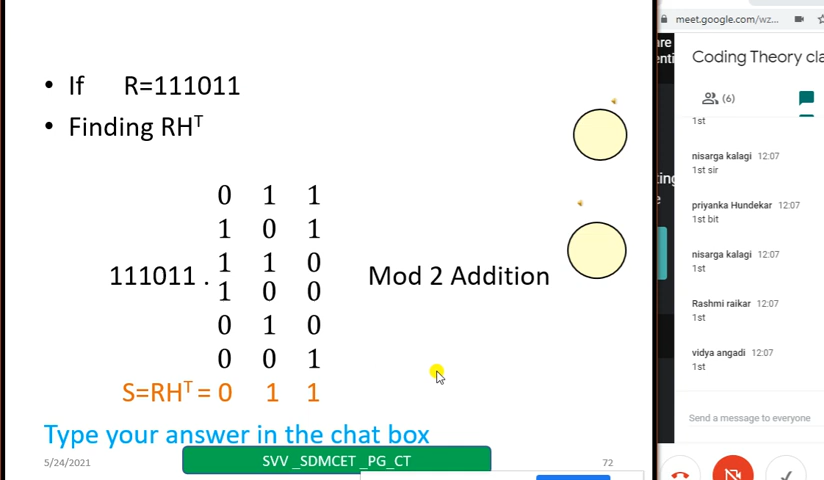 • If R=111011
• Finding RHᵀ
0 1 1
1 0 1
1 1 0
111011 . Mod 2 Addition
1 0 0
0 1 0
0 0 1
S=RHᵀ = 0 1 1
Type your answer in the chat box
5/24/2021
SVV _SDMCET _PG_CT
72
meet.google.com/wz...
Coding Theory cla
(6)
1st
nisarga kalagi 12:07
1st sir
priyanka Hundekar 12:07
1st bit
nisarga kalagi 12:07
1st
Rashmi raikar 12:07
1st
vidya angadi 12:07
1st
Send a message to everyone